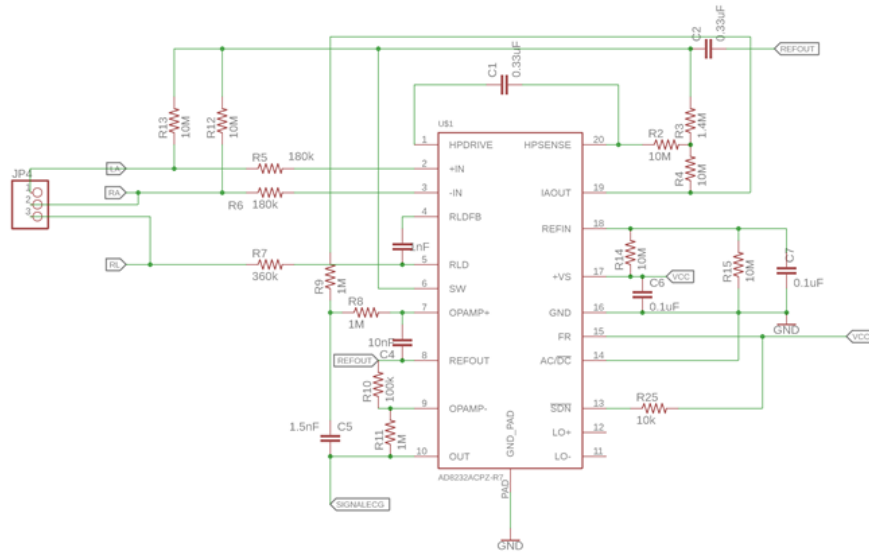 C2
0.33uF
REFOUT
C1
0.33uF
R13
10M
R12
10M
R3
1.4M
R2
10M
R4
10M
U$1
JP4
1
2
3
LA
RA
RL
R5
180k
R6
180k
R7
360k
1nF
R9
1M
R8
1M
10nF
C4
REFOUT
R10
100k
R11
1M
1.5nF
C5
SIGNALECG
1 HPDRIVE
2 +IN
3 -IN
4 RLDFB
5 RLD
6 SW
7 OPAMP+
8 REFOUT
9 OPAMP-
10 OUT
HPSENSE 20
IAOUT 19
REFIN 18
+VS 17
GND 16
FR 15
AC/DC 14
SDN 13
LO+ 12
LO- 11
GND_PAD
AD8232ACPZ-R7
PAD
GND
R14
10M
R15
10M
C7
0.1uF
C6
0.1uF
VCC
GND
VCC
R25
10k